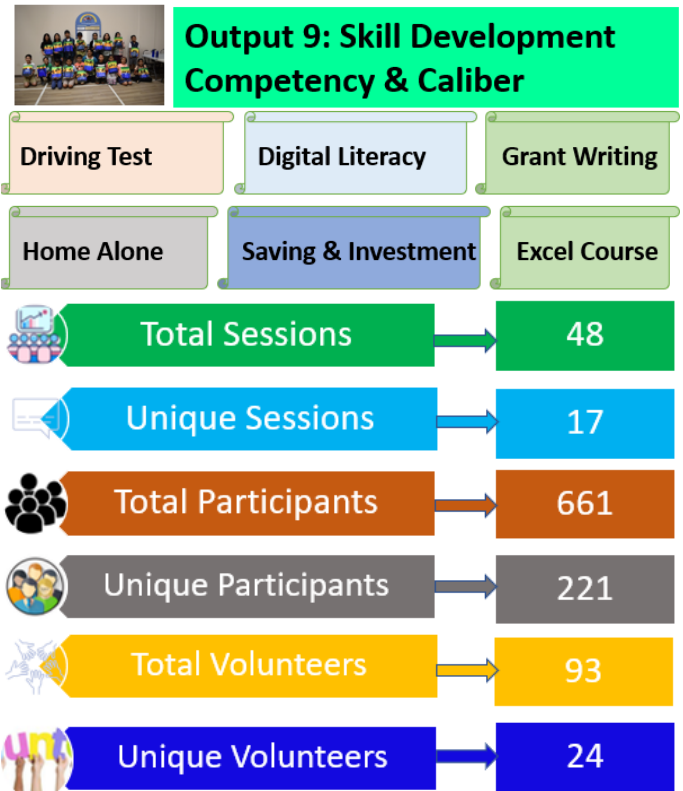 Output 9: Skill Development
Competency & Caliber
Driving Test
Digital Literacy
Grant Writing
Home Alone
Saving & Investment
Excel Course
Total Sessions
48
Unique Sessions
17
Total Participants
661
Unique Participants
221
Total Volunteers
93
unt
Unique Volunteers
24